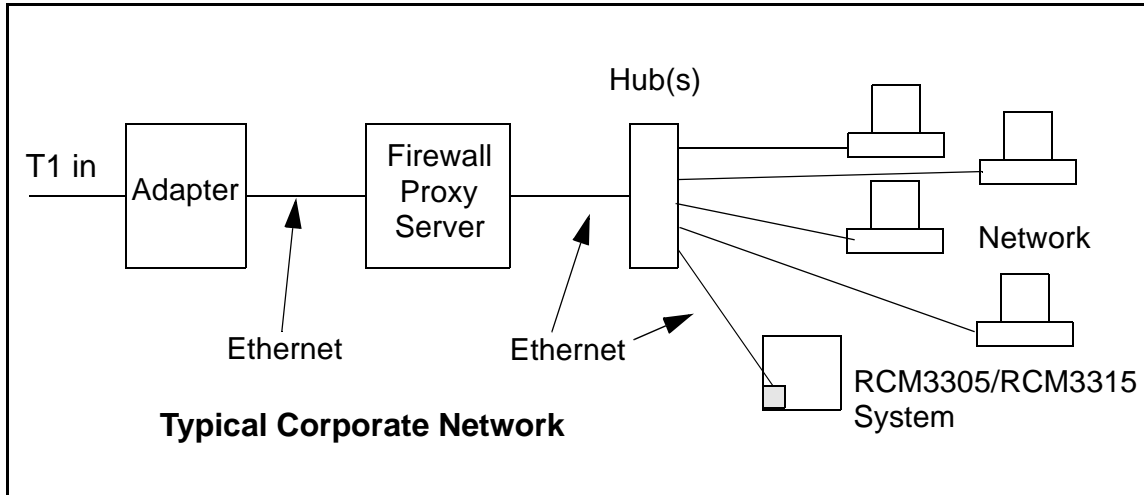 Hub(s)
T1 in
Adapter
Firewall
Proxy
Server
Network
Ethernet
Ethernet
RCM3305/RCM3315
System
Typical Corporate Network